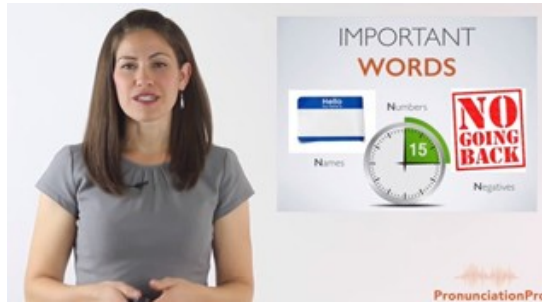 IMPORTANT
WORDS
Hello
Numbers
15
NO
GOING
BACK
Names
Negatives
PronunciationPro